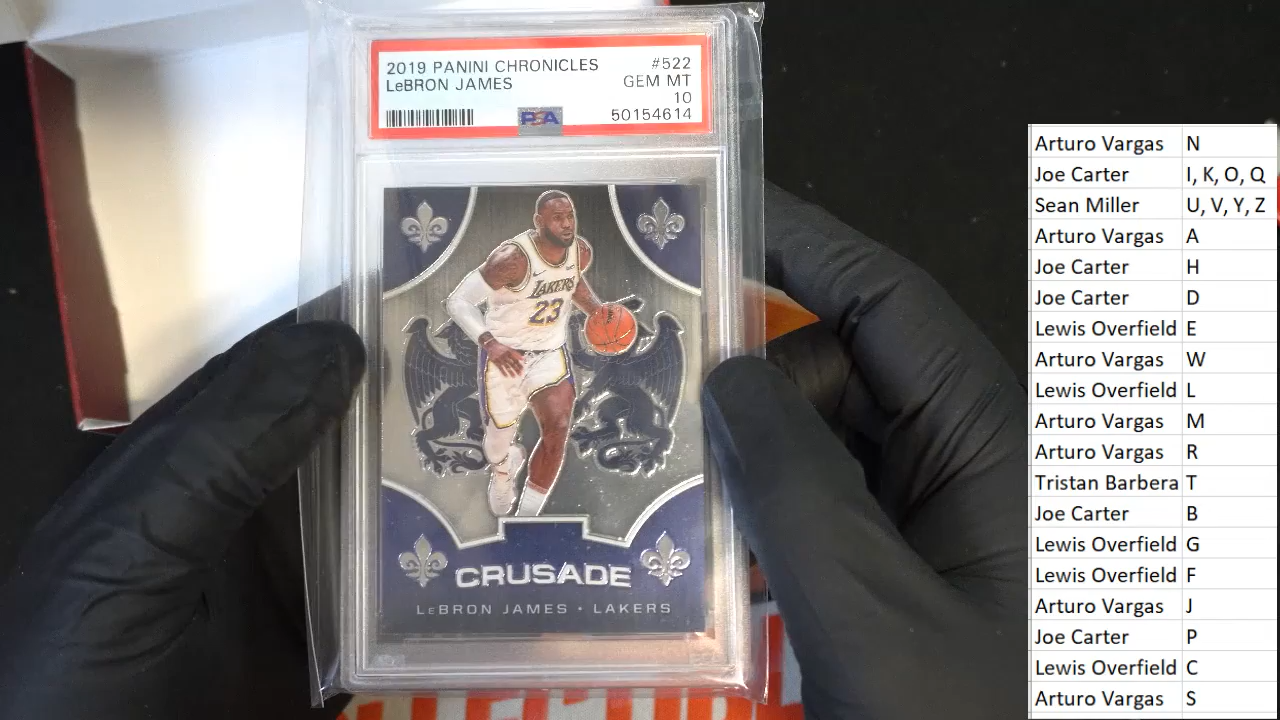 2019 PANINI CHRONICLES #522
LeBRON JAMES GEM MT
10
PSA 50154614
LAKERS
23
CRUSADE
LeBRON JAMES • LAKERS
Arturo Vargas N
Joe Carter I, K, O, Q
Sean Miller U, V, Y, Z
Arturo Vargas A
Joe Carter H
Joe Carter D
Lewis Overfield E
Arturo Vargas W
Lewis Overfield L
Arturo Vargas M
Arturo Vargas R
Tristan Barbera T
Joe Carter B
Lewis Overfield G
Lewis Overfield F
Arturo Vargas J
Joe Carter P
Lewis Overfield C
Arturo Vargas S